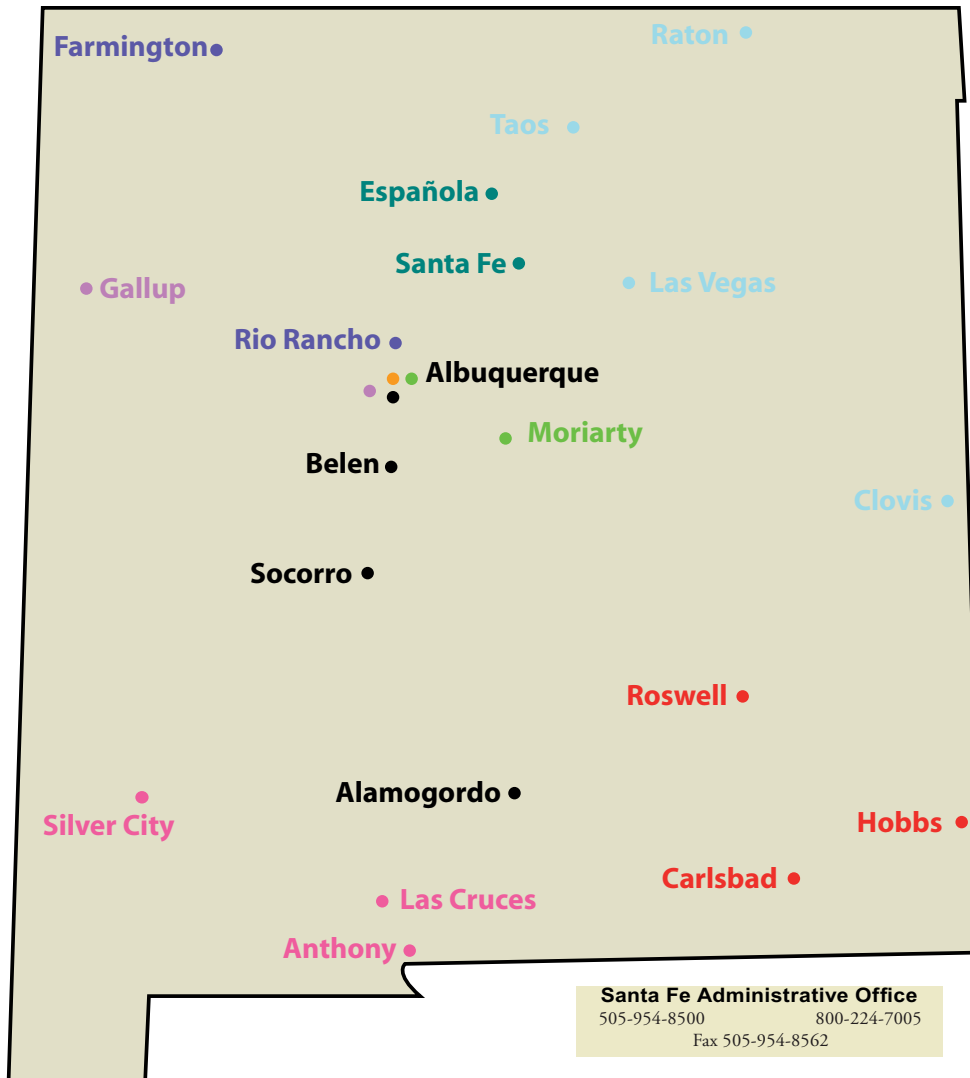 Raton
Farmington
Taos
Española
Santa Fe
Las Vegas
Gallup
Rio Rancho
Albuquerque
Moriarty
Belen
Clovis
Socorro
Roswell
Alamogordo
Hobbs
Silver City
Carlsbad
Las Cruces
Anthony
Santa Fe Administrative Office
505-954-8500 800-224-7005
Fax 505-954-8562